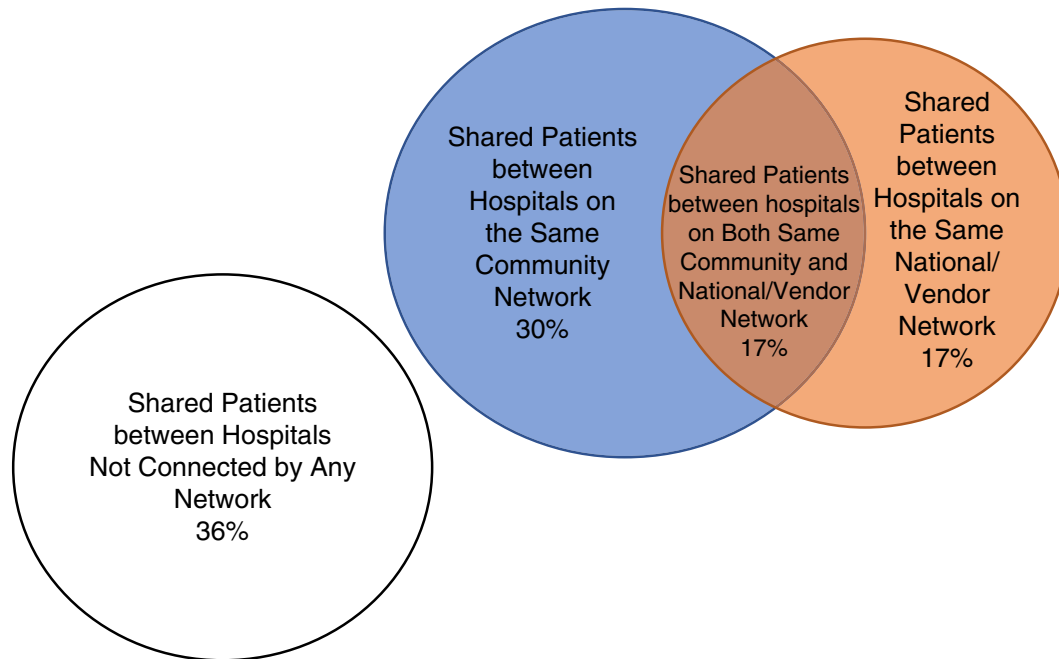 Shared Patients
between
Hospitals on
the Same
Community
Network
30%
Shared Patients
between hospitals
on Both Same
Community and
National/Vendor
Network
17%
Shared
Patients
between
Hospitals on
the Same
National/
Vendor
Network
17%
Shared Patients
between Hospitals
Not Connected by Any
Network
36%